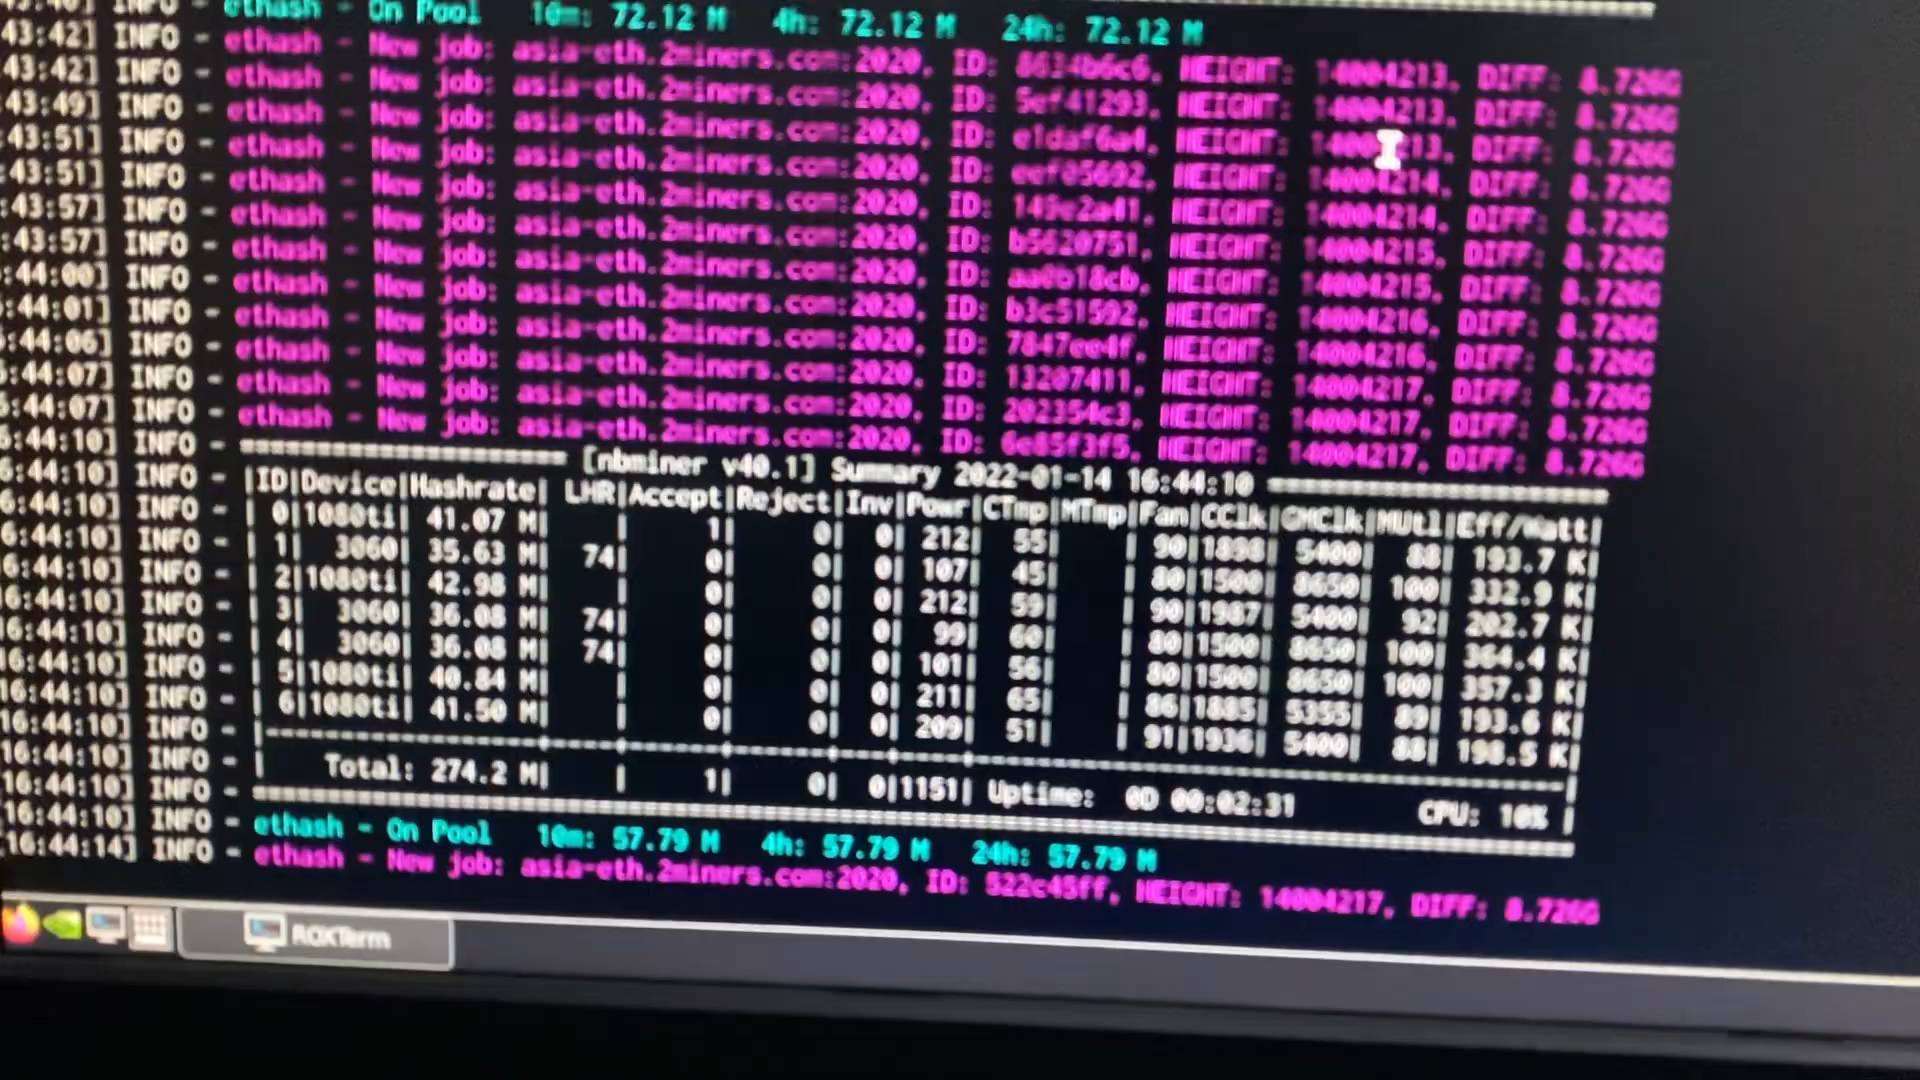 ethash - On Pool 10m: 72.12 M 4h: 72.12 M 24h: 72.12 M
43:42] INFO - ethash - New job: asia-eth.2miners.com:2020, ID: 8634b6c6, HEIGHT: 14004213, DIFF: 8.726G
43:42] INFO - ethash - New job: asia-eth.2miners.com:2020, ID: 5ef41293, HEIGHT: 14004213, DIFF: 8.726G
43:49] INFO - ethash - New job: asia-eth.2miners.com:2020, ID: e1daf6a4, HEIGHT: DIFF: 8.726G
43:51] INFO - ethash - New job: asia-eth.2miners.com:2020, ID: eef05692, HEIGHT: 14004214, DIFF: 8.726G
:43:51] INFO - ethash - New job: asia-eth.2miners.com:2020, ID: 149e2a41, HEIGHT: 14004214, DIFF: 8.726G
:43:57] INFO - ethash - New job: asia-eth.2miners.com:2020, ID: b5620751, HEIGHT: 14004215, DIFF: 8.726G
:43:57] INFO - ethash - New job: asia-eth.2miners.com:2020, ID: aa0b18cb, HEIGHT: 14004215, DIFF: 8.726G
:44:00] INFO - ethash - New job: asia-eth.2miners.com:2020, ID: b3c51592, HEIGHT: 14004216, DIFF: 8.726G
:44:01] INFO - ethash - New job: asia-eth.2miners.com:2020, ID: 7847ee4f, HEIGHT: 14004216, DIFF: 8.726G
:44:06] INFO - ethash - New job: asia-eth.2miners.com:2020, ID: 13207411, HEIGHT: 14004217, DIFF: 8.726G
:44:07] INFO - ethash - New job: asia-eth.2miners.com:2020, ID: 202354c3, HEIGHT: 14004217, DIFF: 8.726G
6:44:07] INFO - ethash - New job: asia-eth.2miners.com:2020, ID: 6e85f3f5, HEIGHT: 14004217, DIFF: 8.726G
6:44:10] INFO - [nbminer v40.1] Summary 2022-01-14 16:44:10
6:44:10] INFO - |ID|Device|Hashrate| LHR|Accept|Reject|Inv|Powr|CTmp|MTmp|Fan|CClk|GMClk|MUtl|Eff/Watt|
6:44:10] INFO - | 0|1080ti| 41.07 M| | 1| 0| 0| 212| 55| | 90|1898| 5400| 88| 193.7 K|
6:44:10] INFO - | 1| 3060| 35.63 M| 74| 0| 0| 0| 107| 45| | 80|1500| 8650| 100| 332.9 K|
6:44:10] INFO - | 2|1080ti| 42.98 M| | 0| 0| 0| 212| 59| | 90|1987| 5400| 92| 202.7 K|
6:44:10] INFO - | 3| 3060| 36.08 M| 74| 0| 0| 0| 99| 60| | 80|1500| 8650| 100| 364.4 K|
16:44:10] INFO - | 4| 3060| 36.08 M| 74| 0| 0| 0| 101| 56| | 80|1500| 8650| 100| 357.3 K|
16:44:10] INFO - | 5|1080ti| 40.84 M| | 0| 0| 0| 211| 65| | 86|1885| 5355| 89| 193.6 K|
16:44:10] INFO - | 6|1080ti| 41.50 M| | 0| 0| 0| 209| 51| | 91|1936| 5400| 88| 198.5 K|
16:44:10] INFO -
16:44:10] INFO - | Total: 274.2 M| | 1| 0| 0|1151| Uptime: 0D 00:02:31 CPU: 10% |
16:44:10] INFO -
16:44:10] INFO - ethash - On Pool 10m: 57.79 M 4h: 57.79 M 24h: 57.79 M
16:44:14] INFO - ethash - New job: asia-eth.2miners.com:2020, ID: 522c45ff, HEIGHT: 14004217, DIFF: 8.726G
ROXTerm